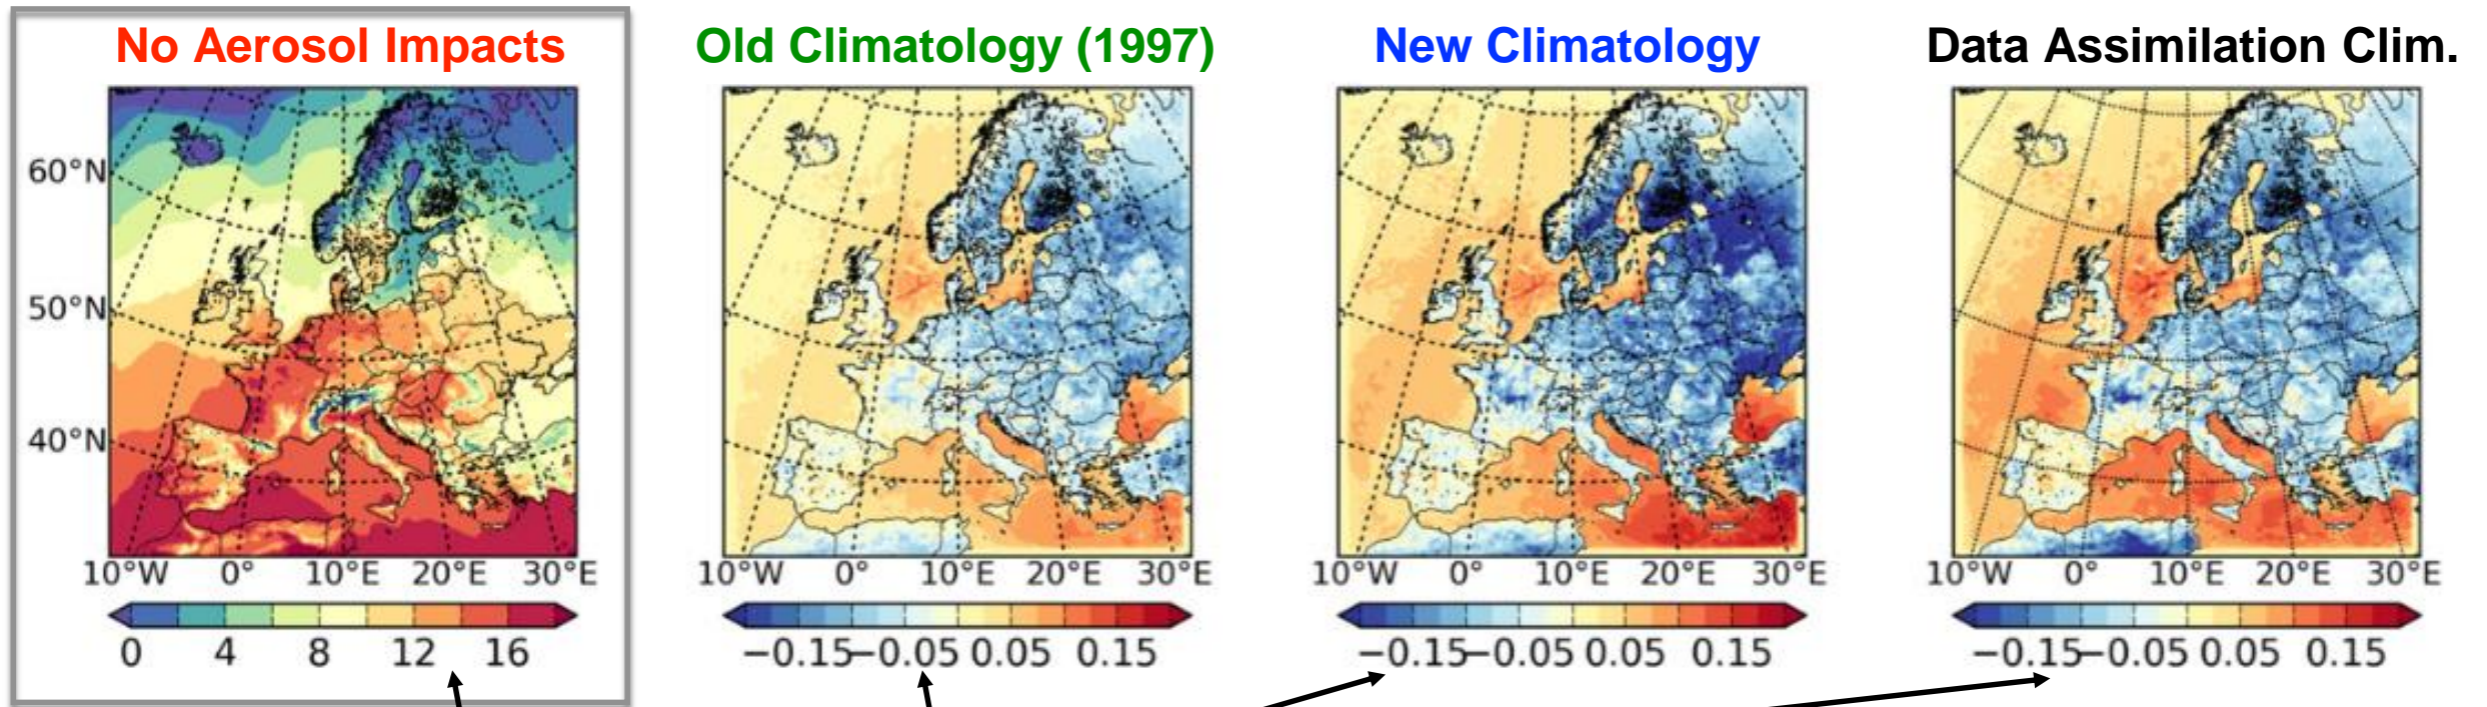 No Aerosol Impacts
Old Climatology (1997)
New Climatology
Data Assimilation Clim.
60°N
50°N
40°N
10°W 0° 10°E 20°E 30°E
10°W 0° 10°E 20°E 30°E
10°W 0° 10°E 20°E 30°E
10°W 0° 10°E 20°E 30°E
0 4 8 12 16
−0.15 −0.05 0.05 0.15
−0.15 −0.05 0.05 0.15
−0.15 −0.05 0.05 0.15